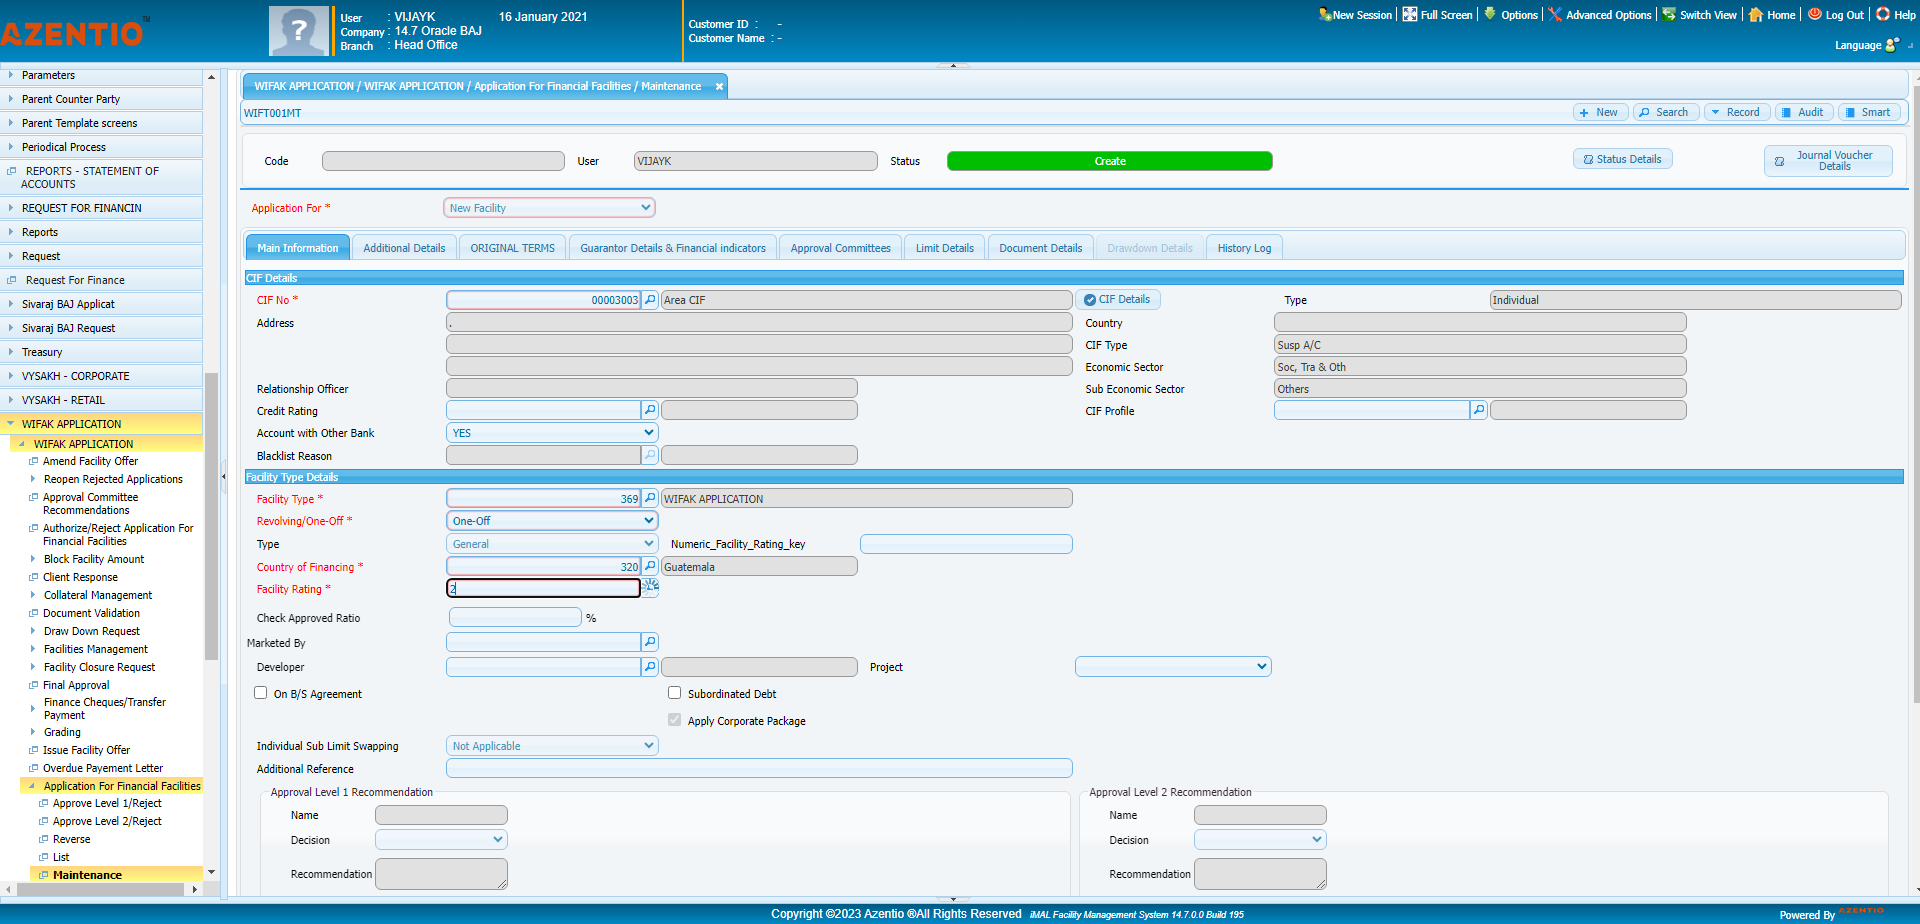 AZENTIO™
User : VIJAYK 16 January 2021
Company : 14.7 Oracle BAJ
Branch : Head Office
Customer ID : -
Customer Name : -
New Session
Full Screen
Options
Advanced Options
Switch View
Home
Log Out
Help
Language
Parameters
Parent Counter Party
Parent Template screens
Periodical Process
REPORTS - STATEMENT OF
ACCOUNTS
REQUEST FOR FINANCIN
Reports
Request
Request For Finance
Sivaraj BAJ Applicat
Sivaraj BAJ Request
Treasury
VYSAKH - CORPORATE
VYSAKH - RETAIL
WIFAK APPLICATION
WIFAK APPLICATION
Amend Facility Offer
Reopen Rejected Applications
Approval Committee
Recommendations
Authorize/Reject Application For
Financial Facilities
Block Facility Amount
Client Response
Collateral Management
Document Validation
Draw Down Request
Facilities Management
Facility Closure Request
Final Approval
Finance Cheques/Transfer
Payment
Grading
Issue Facility Offer
Overdue Payement Letter
Application For Financial Facilities
Approve Level 1/Reject
Approve Level 2/Reject
Reverse
List
Maintenance
WIFAK APPLICATION / WIFAK APPLICATION / Application For Financial Facilities / Maintenance
WIFT001MT
New
Search
Record
Audit
Smart
Code
User VIJAYK
Status Create
Status Details
Journal Voucher
Details
Application For * New Facility
Main Information
Additional Details
ORIGINAL TERMS
Guarantor Details & Financial indicators
Approval Committees
Limit Details
Document Details
Drawdown Details
History Log
CIF Details
CIF No * 00003003 Area CIF CIF Details Type Individual
Address . Country
CIF Type Susp A/C
Economic Sector Soc, Tra & Oth
Relationship Officer Sub Economic Sector Others
Credit Rating CIF Profile
Account with Other Bank YES
Blacklist Reason
Facility Type Details
Facility Type * 369 WIFAK APPLICATION
Revolving/One-Off * One-Off
Type General Numeric_Facility_Rating_key
Country of Financing * 320 Guatemala
Facility Rating * 2
Check Approved Ratio %
Marketed By
Developer Project
On B/S Agreement Subordinated Debt
Apply Corporate Package
Individual Sub Limit Swapping Not Applicable
Additional Reference
Approval Level 1 Recommendation
Name
Decision
Recommendation
Approval Level 2 Recommendation
Name
Decision
Recommendation
Copyright ©2023 Azentio ®All Rights Reserved iMAL Facility Management System 14.7.0.0 Build 195
Powered By AZENTIO